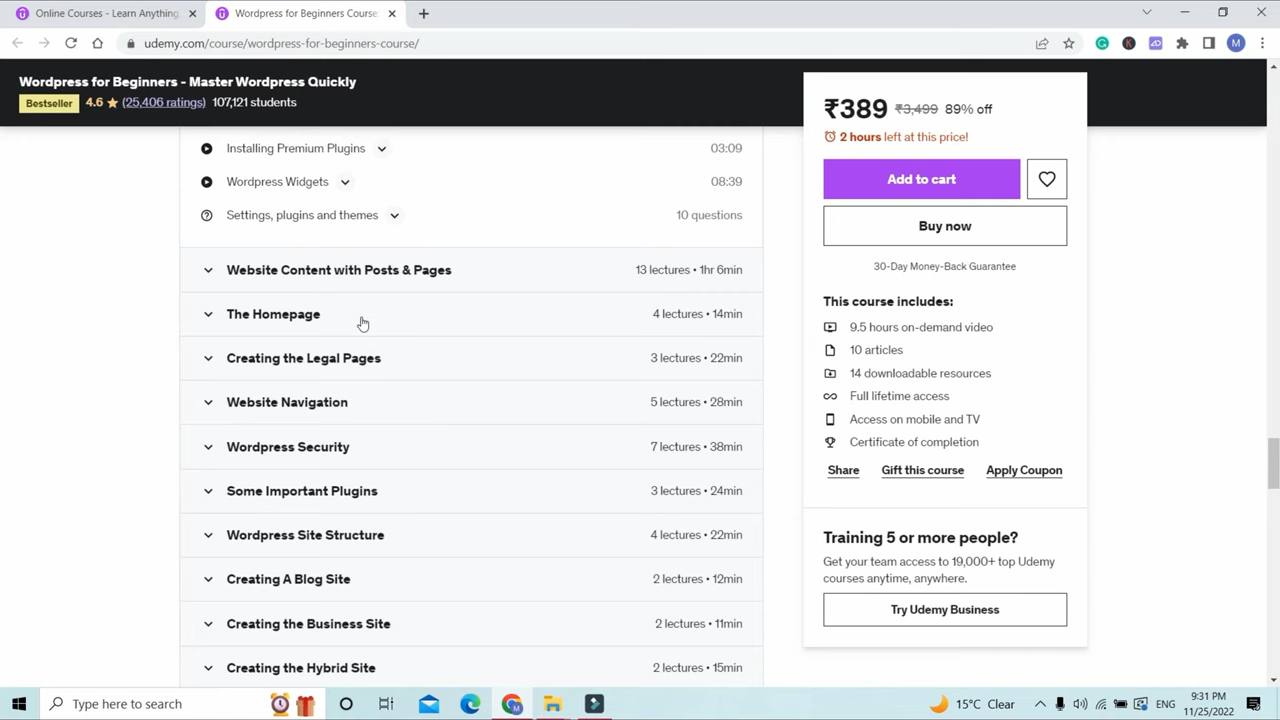 Online Courses - Learn Anything
Wordpress for Beginners Course
udemy.com/course/wordpress-for-beginners-course/
M
Wordpress for Beginners - Master Wordpress Quickly
Bestseller 4.6 (25,406 ratings) 107,121 students
Installing Premium Plugins 03:09
Wordpress Widgets 08:39
Settings, plugins and themes 10 questions
Website Content with Posts & Pages 13 lectures • 1hr 6min
The Homepage 4 lectures • 14min
Creating the Legal Pages 3 lectures • 22min
Website Navigation 5 lectures • 28min
Wordpress Security 7 lectures • 38min
Some Important Plugins 3 lectures • 24min
Wordpress Site Structure 4 lectures • 22min
Creating A Blog Site 2 lectures • 12min
Creating the Business Site 2 lectures • 11min
Creating the Hybrid Site 2 lectures • 15min
₹389 ₹3,499 89% off
2 hours left at this price!
Add to cart
Buy now
30-Day Money-Back Guarantee
This course includes:
9.5 hours on-demand video
10 articles
14 downloadable resources
Full lifetime access
Access on mobile and TV
Certificate of completion
Share Gift this course Apply Coupon
Training 5 or more people?
Get your team access to 19,000+ top Udemy
courses anytime, anywhere.
Try Udemy Business
Type here to search
15°C Clear
ENG
9:31 PM
11/25/2022